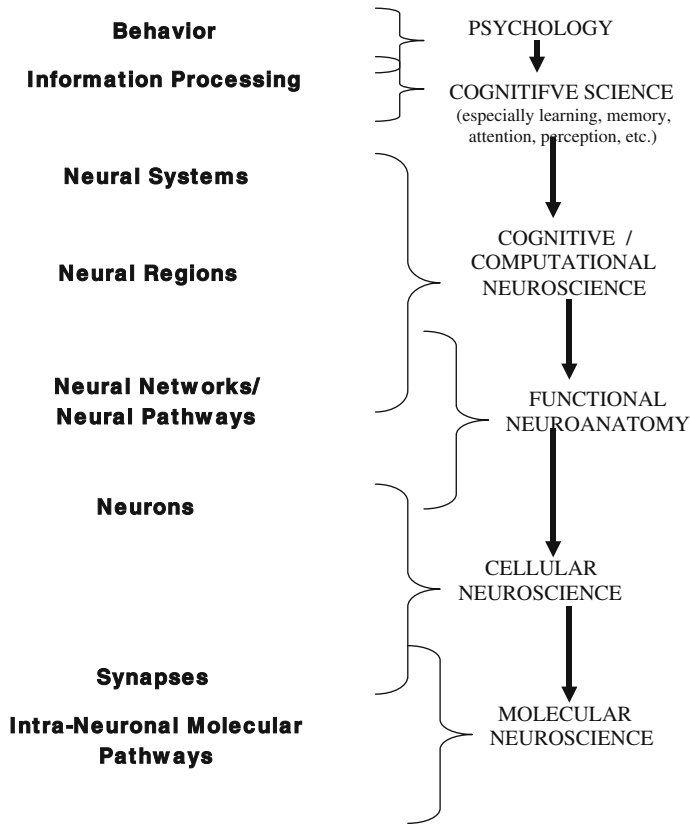 Behavior
PSYCHOLOGY
Information Processing
COGNITIFVE SCIENCE
(especially learning, memory,
attention, perception, etc.)
Neural Systems
COGNITIVE /
COMPUTATIONAL
NEUROSCIENCE
Neural Regions
Neural Networks/
Neural Pathways
FUNCTIONAL
NEUROANATOMY
Neurons
CELLULAR
NEUROSCIENCE
Synapses
Intra-Neuronal Molecular
Pathways
MOLECULAR
NEUROSCIENCE